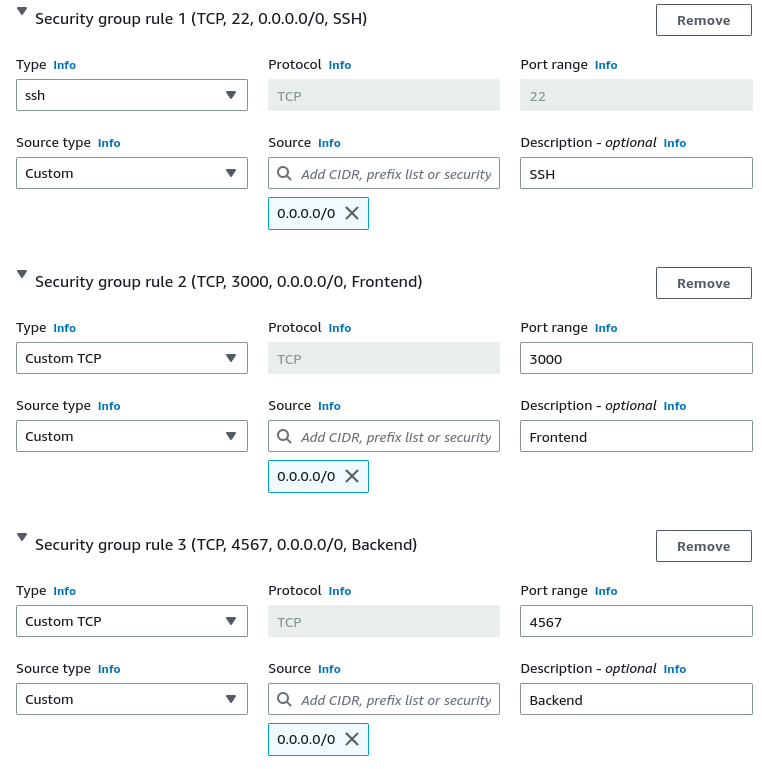 Security group rule 1 (TCP, 22, 0.0.0.0/0, SSH)
Remove
Type Info
Protocol Info
Port range Info
ssh
TCP
22
Source type Info
Source Info
Description - optional Info
Custom
Add CIDR, prefix list or security
SSH
0.0.0.0/0
Security group rule 2 (TCP, 3000, 0.0.0.0/0, Frontend)
Remove
Type Info
Protocol Info
Port range Info
Custom TCP
TCP
3000
Source type Info
Source Info
Description - optional Info
Custom
Add CIDR, prefix list or security
Frontend
0.0.0.0/0
Security group rule 3 (TCP, 4567, 0.0.0.0/0, Backend)
Remove
Type Info
Protocol Info
Port range Info
Custom TCP
TCP
4567
Source type Info
Source Info
Description - optional Info
Custom
Add CIDR, prefix list or security
Backend
0.0.0.0/0